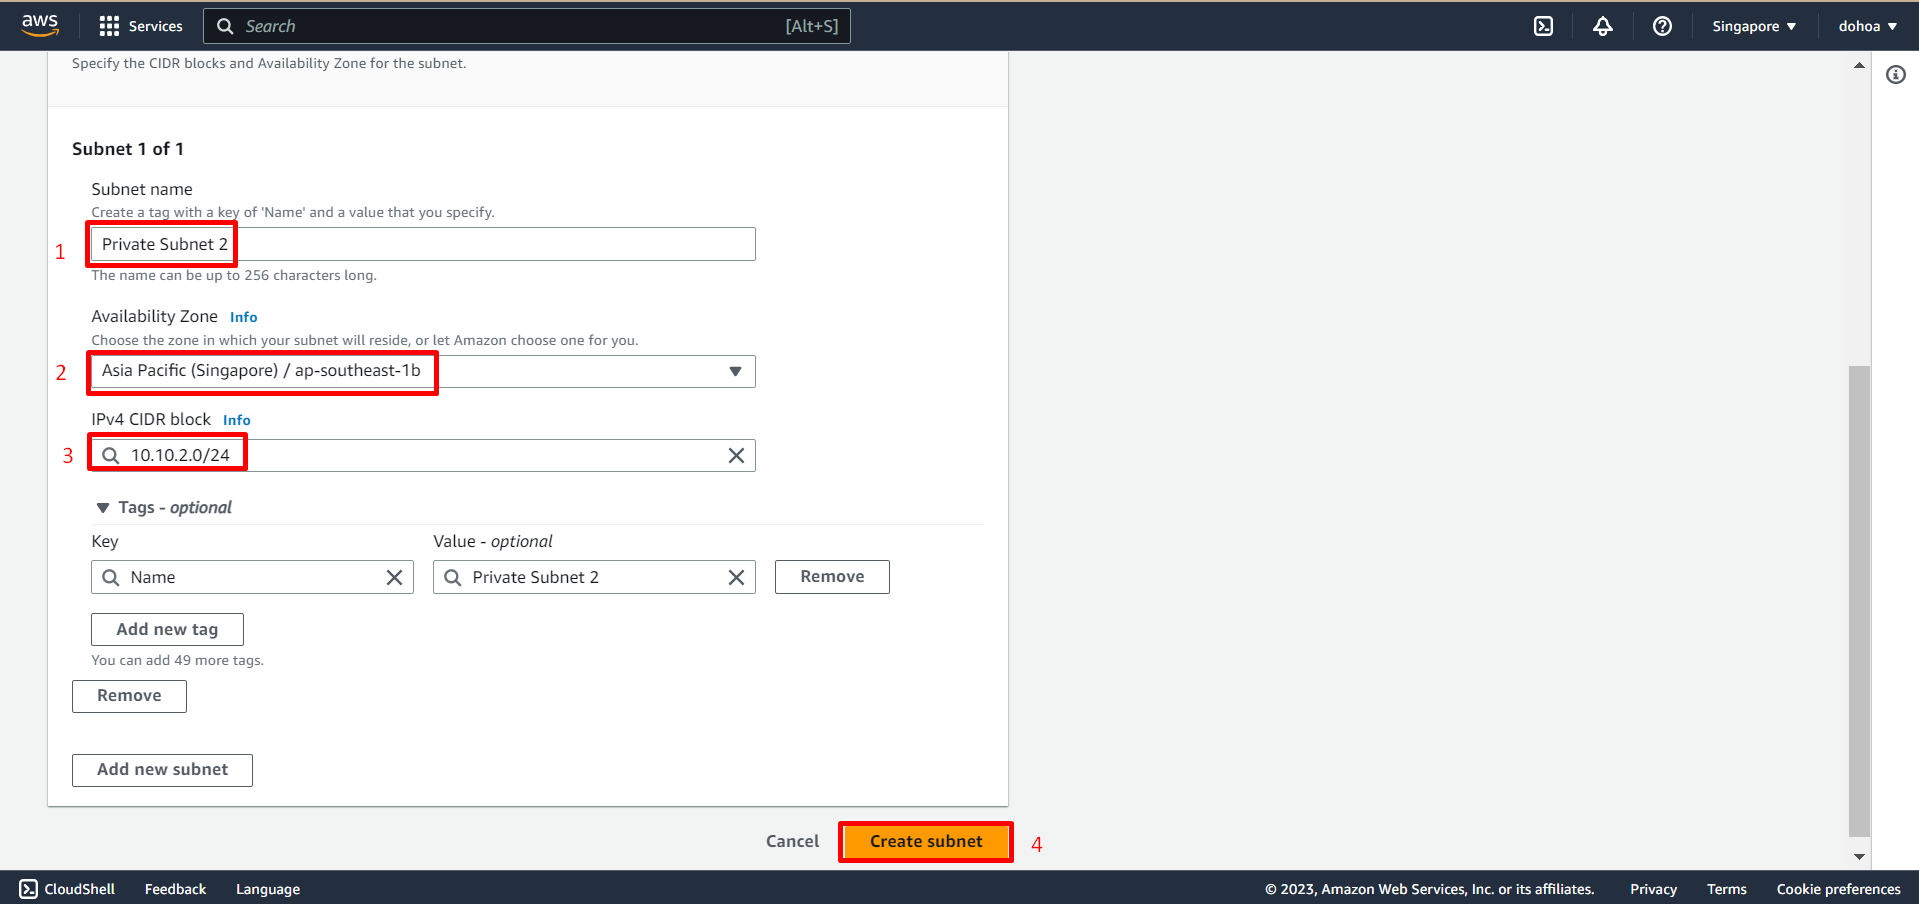 aws Services Search [Alt+S] Singapore dohoa
Specify the CIDR blocks and Availability Zone for the subnet.
Subnet 1 of 1
Subnet name
Create a tag with a key of 'Name' and a value that you specify.
1 Private Subnet 2
The name can be up to 256 characters long.
Availability Zone Info
Choose the zone in which your subnet will reside, or let Amazon choose one for you.
2 Asia Pacific (Singapore) / ap-southeast-1b
IPv4 CIDR block Info
3 10.10.2.0/24
Tags - optional
Key Value - optional
Name Private Subnet 2 Remove
Add new tag
You can add 49 more tags.
Remove
Add new subnet
Cancel Create subnet 4
CloudShell Feedback Language © 2023, Amazon Web Services, Inc. or its affiliates. Privacy Terms Cookie preferences